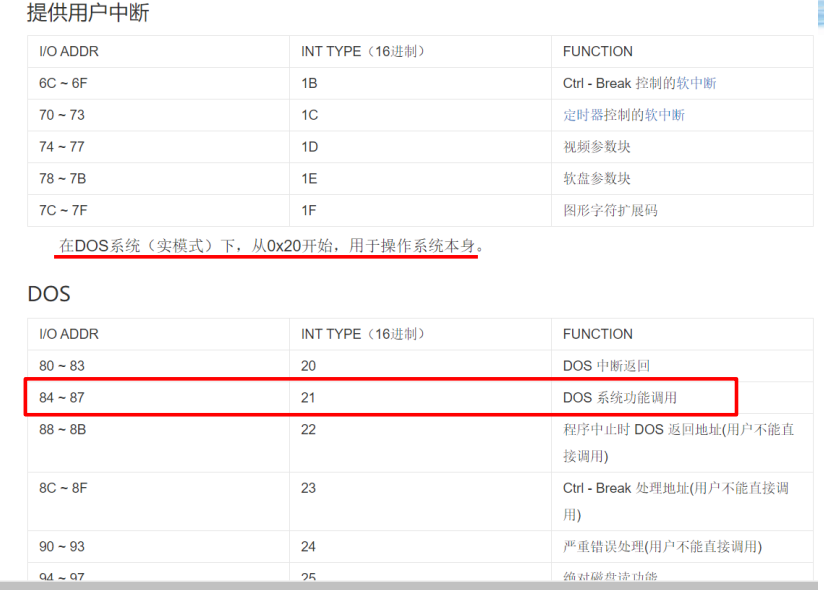 提供用户中断
I/O ADDR INT TYPE（16进制） FUNCTION
6C ~ 6F 1B Ctrl - Break 控制的软中断
70 ~ 73 1C 定时器控制的软中断
74 ~ 77 1D 视频参数块
78 ~ 7B 1E 软盘参数块
7C ~ 7F 1F 图形字符扩展码
在DOS系统（实模式）下，从0x20开始，用于操作系统本身。
DOS
I/O ADDR INT TYPE（16进制） FUNCTION
80 ~ 83 20 DOS 中断返回
84 ~ 87 21 DOS 系统功能调用
88 ~ 8B 22 程序中止时 DOS 返回地址(用户不能直
接调用)
8C ~ 8F 23 Ctrl - Break 处理地址(用户不能直接调
用)
90 ~ 93 24 严重错误处理(用户不能直接调用)
94 ~ 97 25 绝对磁盘读功能